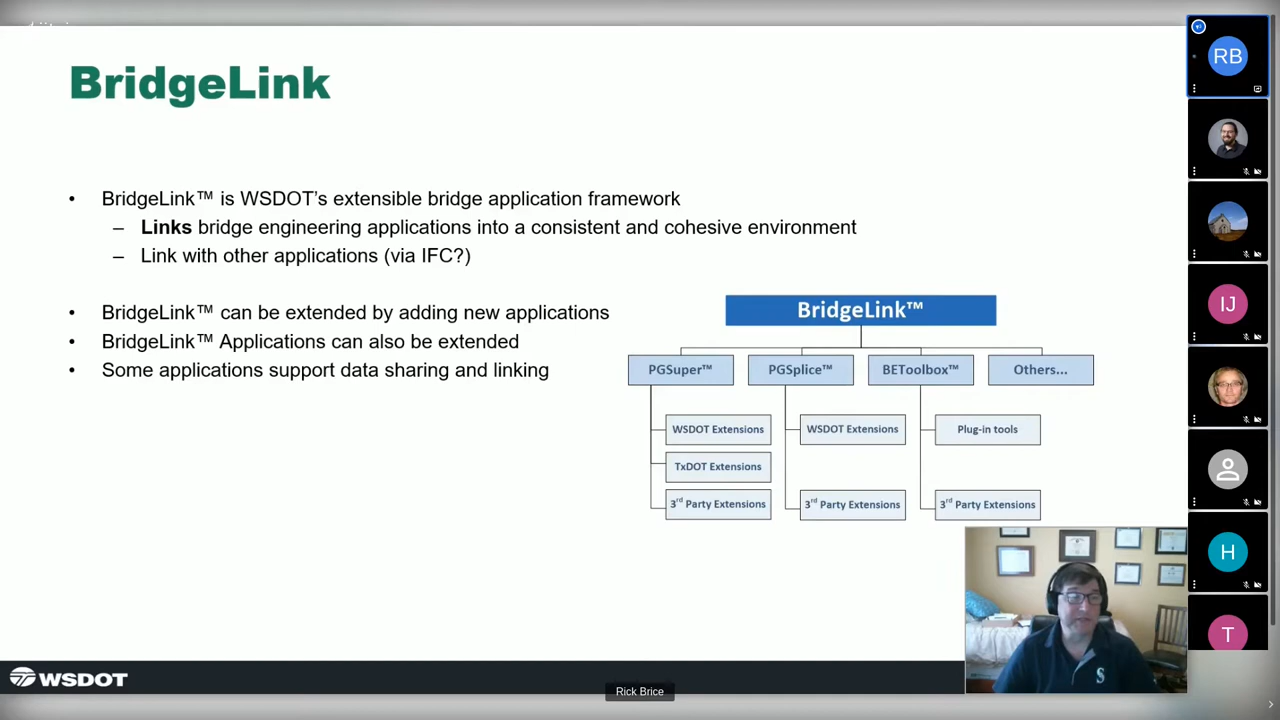 BridgeLink
• BridgeLink™ is WSDOT’s extensible bridge application framework
– Links bridge engineering applications into a consistent and cohesive environment
– Link with other applications (via IFC?)
• BridgeLink™ can be extended by adding new applications
• BridgeLink™ Applications can also be extended
• Some applications support data sharing and linking
BridgeLink™
PGSuper™ PGSplice™ BEToolbox™ Others...
WSDOT Extensions WSDOT Extensions Plug-in tools
TxDOT Extensions
3rd Party Extensions 3rd Party Extensions 3rd Party Extensions
WSDOT
Rick Brice
RB
IJ
H
T
S